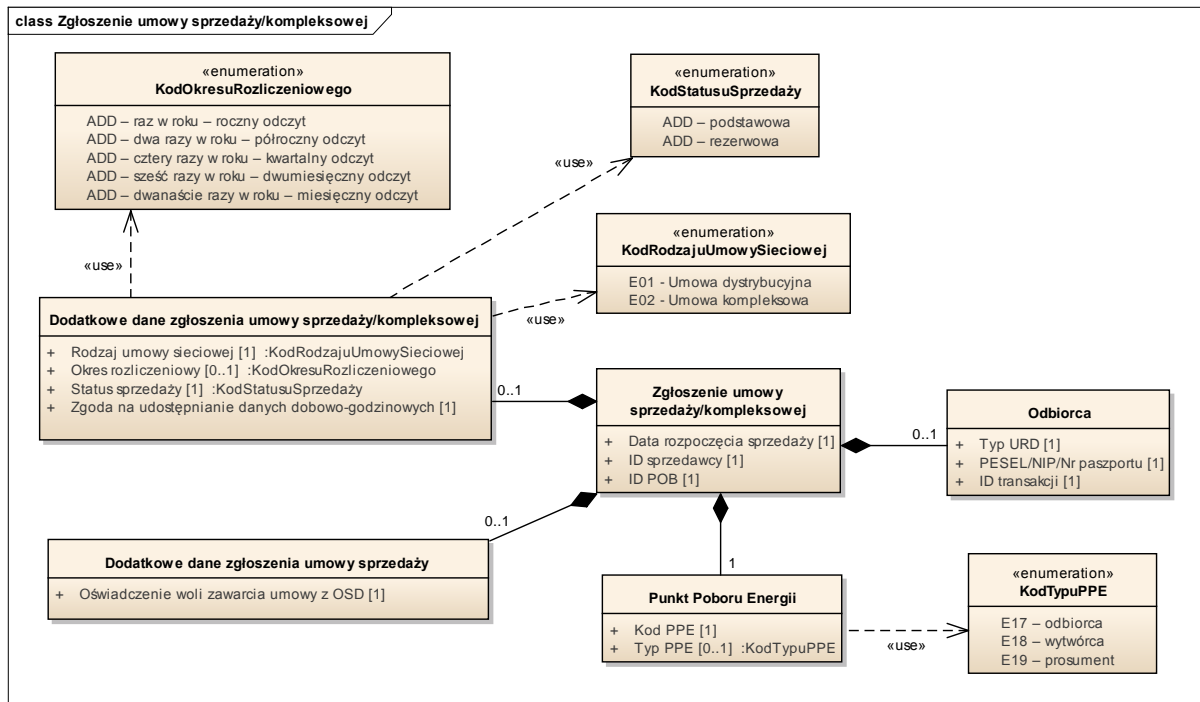 class Zgłoszenie umowy sprzedaży/kompleksowej
«enumeration»
KodOkresuRozliczeniowego
ADD – raz w roku – roczny odczyt
ADD – dwa razy w roku – półroczny odczyt
ADD – cztery razy w roku – kwartalny odczyt
ADD – sześć razy w roku – dwumiesięczny odczyt
ADD – dwanaście razy w roku – miesięczny odczyt
«enumeration»
KodStatusuSprzedaży
ADD – podstawowa
ADD – rezerwowa
«use»
«use»
«enumeration»
KodRodzajuUmowySieciowej
E01 - Umowa dystrybucyjna
E02 - Umowa kompleksowa
«use»
Dodatkowe dane zgłoszenia umowy sprzedaży/kompleksowej
+ Rodzaj umowy sieciowej [1] :KodRodzajuUmowySieciowej
+ Okres rozliczeniowy [0..1] :KodOkresuRozliczeniowego
+ Status sprzedaży [1] :KodStatusuSprzedaży
+ Zgoda na udostępnianie danych dobowo-godzinowych [1]
0..1
Zgłoszenie umowy
sprzedaży/kompleksowej
+ Data rozpoczęcia sprzedaży [1]
+ ID sprzedawcy [1]
+ ID POB [1]
0..1
Odbiorca
+ Typ URD [1]
+ PESEL/NIP/Nr paszportu [1]
+ ID transakcji [1]
0..1
Dodatkowe dane zgłoszenia umowy sprzedaży
+ Oświadczenie woli zawarcia umowy z OSD [1]
1
Punkt Poboru Energii
+ Kod PPE [1]
+ Typ PPE [0..1] :KodTypuPPE
«use»
«enumeration»
KodTypuPPE
E17 – odbiorca
E18 – wytwórca
E19 – prosument